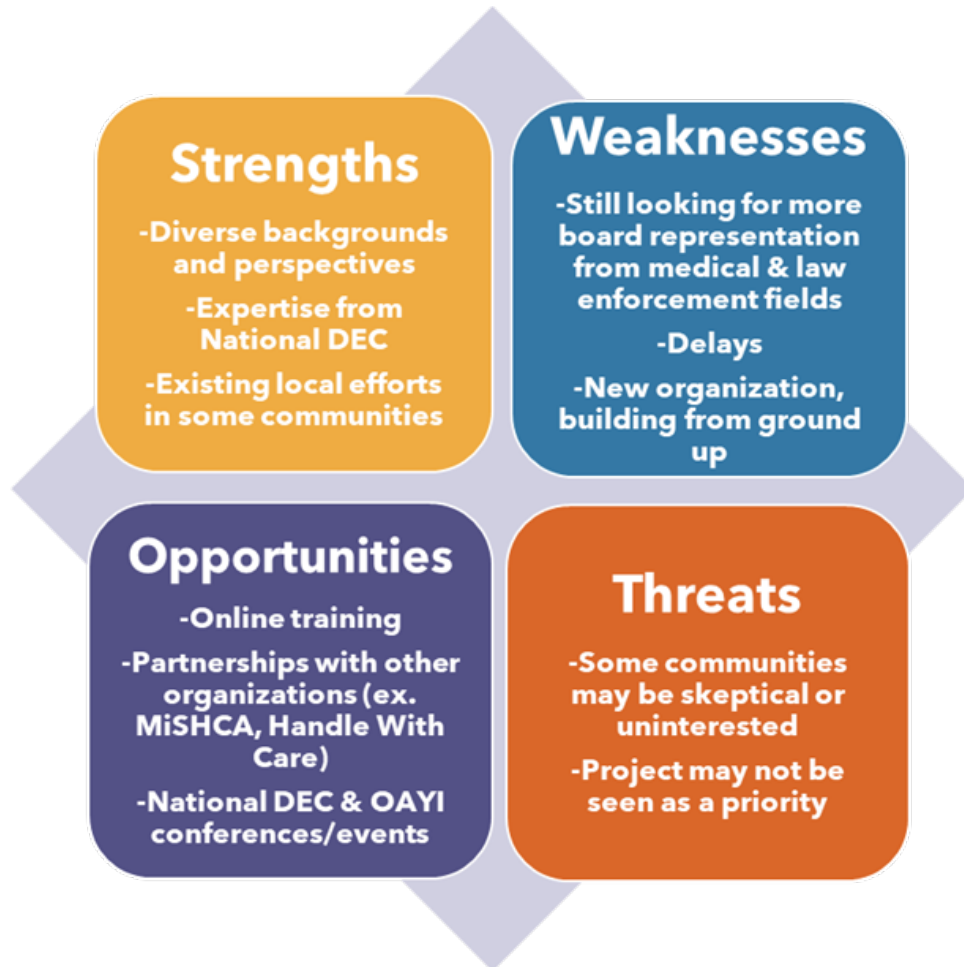 Strengths
-Diverse backgrounds
and perspectives
-Expertise from
National DEC
-Existing local efforts
in some communities
Weaknesses
-Still looking for more
board representation
from medical & law
enforcement fields
-Delays
-New organization,
building from ground
up
Opportunities
-Online training
-Partnerships with other
organizations (ex.
MiSHCA, Handle With
Care)
-National DEC & OAYI
conferences/events
Threats
-Some communities
may be skeptical or
uninterested
-Project may not be
seen as a priority